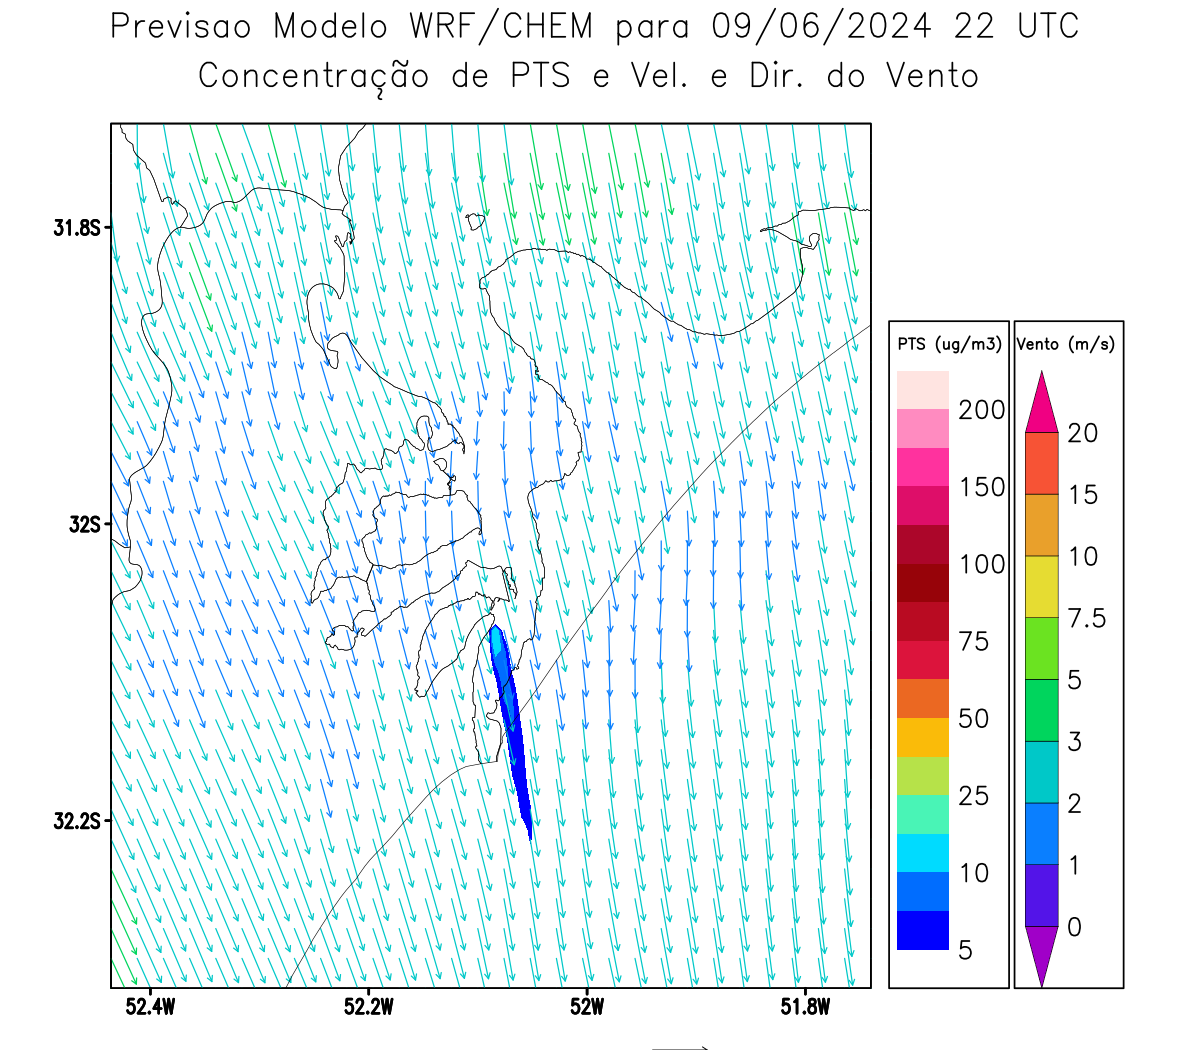 Previsao Modelo WRF/CHEM para 09/06/2024 22 UTC
Concentração de PTS e Vel. e Dir. do Vento
31.8S
32S
32.2S
52.4W
52.2W
52W
51.8W
PTS (ug/m3)
200
150
100
75
50
25
10
5
Vento (m/s)
20
15
10
7.5
5
3
2
1
0